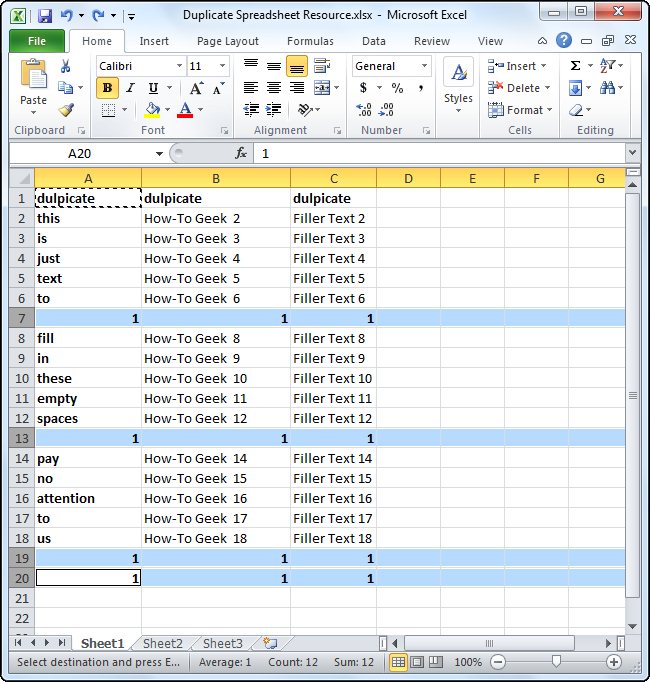 Duplicate Spreadsheet Resource.xlsx - Microsoft Excel
File Home Insert Page Layout Formulas Data Review View
Paste Calibri 11 General Styles Insert Delete Format
B I U A A A $ % , Σ
.00 .0
Clipboard Font Alignment Number Cells Editing
A20 fx 1
A B C D E F G
1 dulpicate dulpicate dulpicate
2 this How-To Geek 2 Filler Text 2
3 is How-To Geek 3 Filler Text 3
4 just How-To Geek 4 Filler Text 4
5 text How-To Geek 5 Filler Text 5
6 to How-To Geek 6 Filler Text 6
7 1 1 1
8 fill How-To Geek 8 Filler Text 8
9 in How-To Geek 9 Filler Text 9
10 these How-To Geek 10 Filler Text 10
11 empty How-To Geek 11 Filler Text 11
12 spaces How-To Geek 12 Filler Text 12
13 1 1 1
14 pay How-To Geek 14 Filler Text 14
15 no How-To Geek 15 Filler Text 15
16 attention How-To Geek 16 Filler Text 16
17 to How-To Geek 17 Filler Text 17
18 us How-To Geek 18 Filler Text 18
19 1 1 1
20 1 1 1
21
22
Sheet1 Sheet2 Sheet3
Select destination and press E... Average: 1 Count: 12 Sum: 12 100%